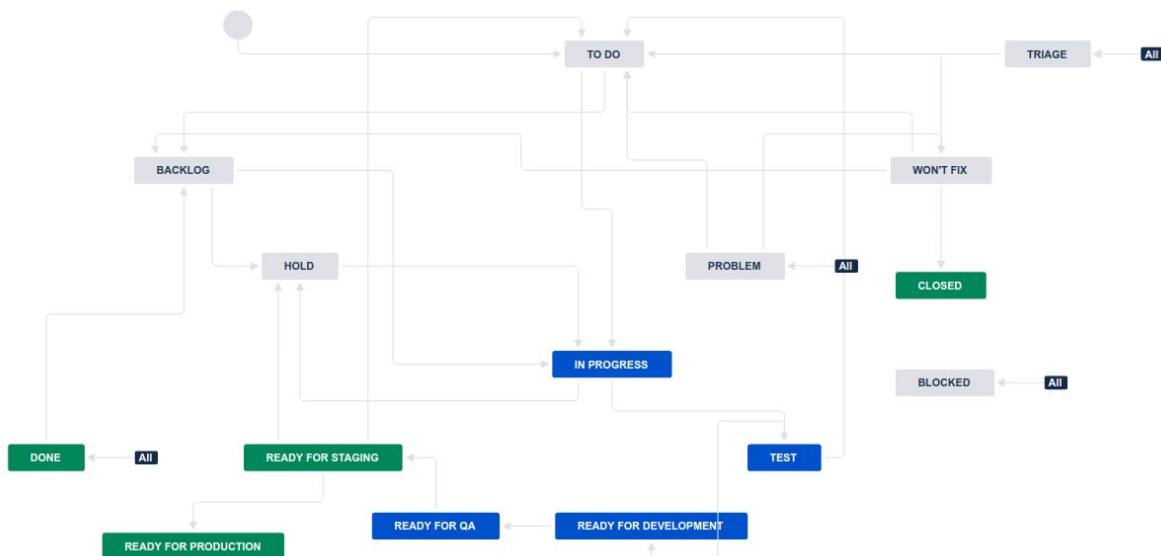 TO DO
TRIAGE
All
BACKLOG
WON'T FIX
HOLD
PROBLEM
All
CLOSED
IN PROGRESS
BLOCKED
All
DONE
All
READY FOR STAGING
TEST
READY FOR QA
READY FOR DEVELOPMENT
READY FOR PRODUCTION